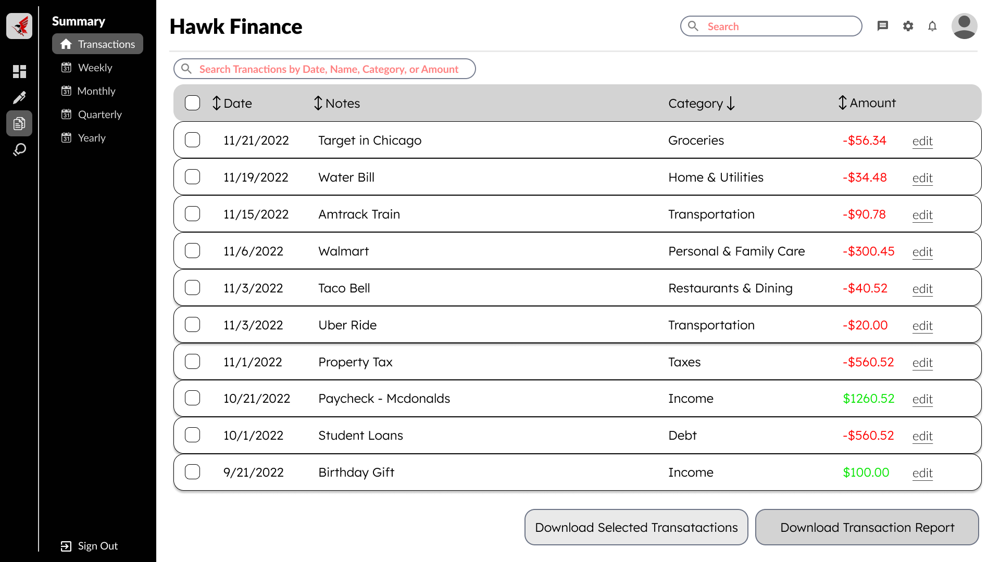 Summary
Transactions
Weekly
Monthly
Quarterly
Yearly
Sign Out
Hawk Finance
Search
Search Tranactions by Date, Name, Category, or Amount
Date Notes Category Amount
11/21/2022 Target in Chicago Groceries -$56.34 edit
11/19/2022 Water Bill Home & Utilities -$34.48 edit
11/15/2022 Amtrack Train Transportation -$90.78 edit
11/6/2022 Walmart Personal & Family Care -$300.45 edit
11/3/2022 Taco Bell Restaurants & Dining -$40.52 edit
11/3/2022 Uber Ride Transportation -$20.00 edit
11/1/2022 Property Tax Taxes -$560.52 edit
10/21/2022 Paycheck - Mcdonalds Income $1260.52 edit
10/1/2022 Student Loans Debt -$560.52 edit
9/21/2022 Birthday Gift Income $100.00 edit
Download Selected Transatactions Download Transaction Report